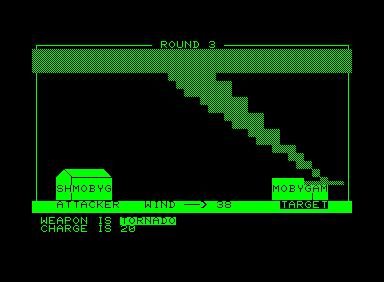 ROUND 3
SHMOBYG MOBYGAM
ATTACKER WIND ——> 38 TARGET
WEAPON IS TORNADO
CHARGE IS 20